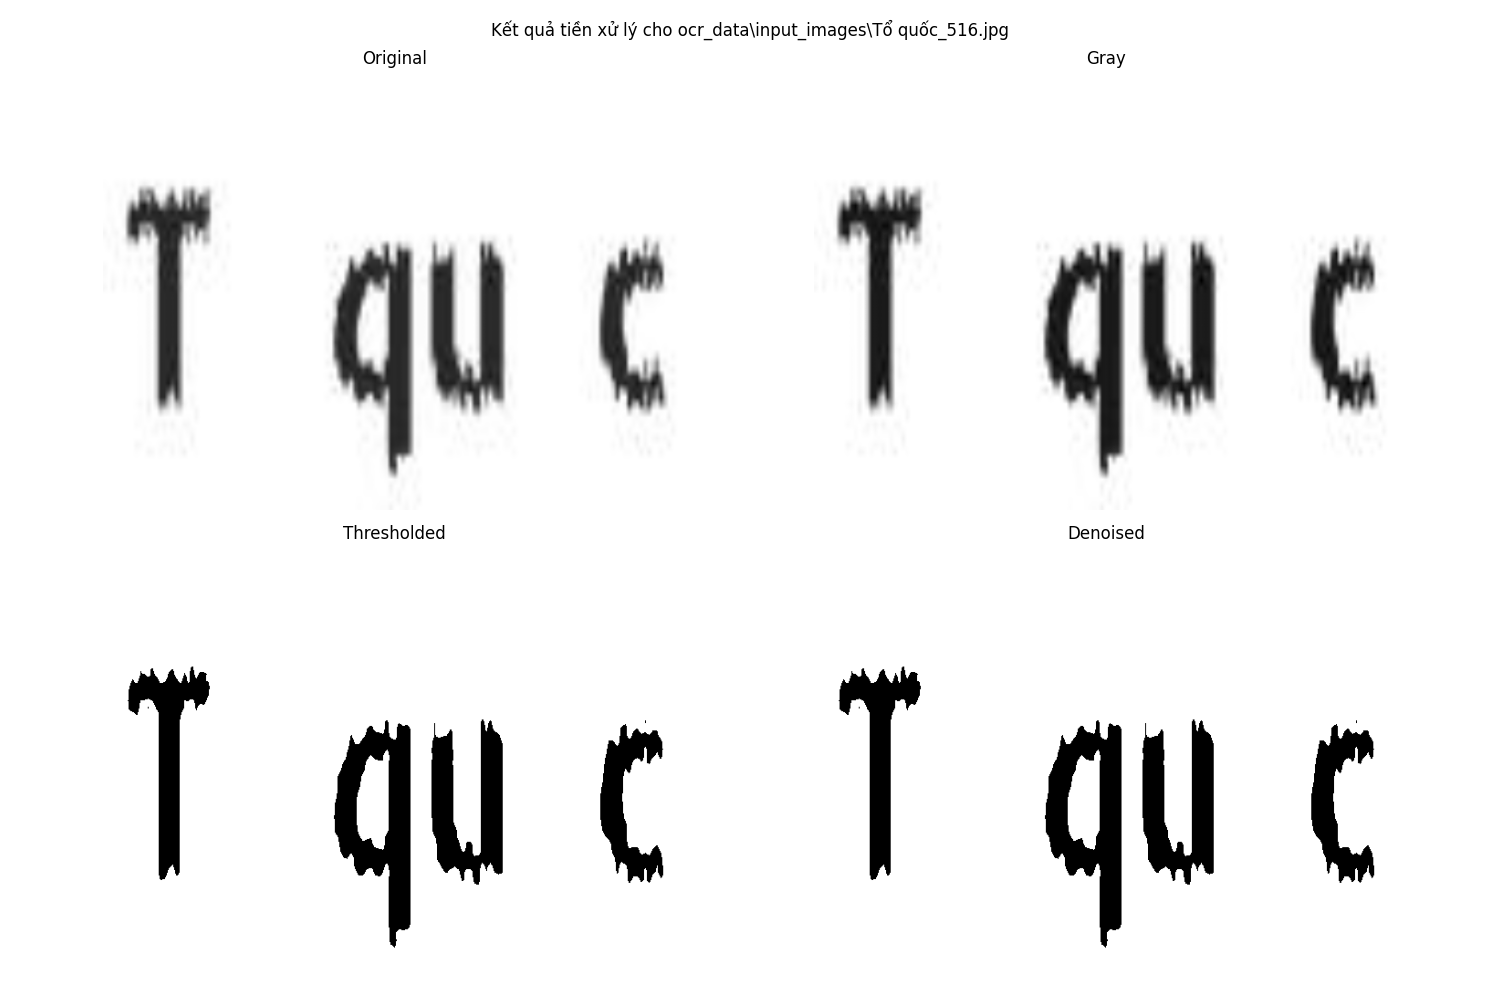 Kết quả tiền xử lý cho ocr_data\input_images\Tổ quốc_516.jpg
Original
Gray
T qu c
T qu c
Thresholded
Denoised
T qu c
T qu c